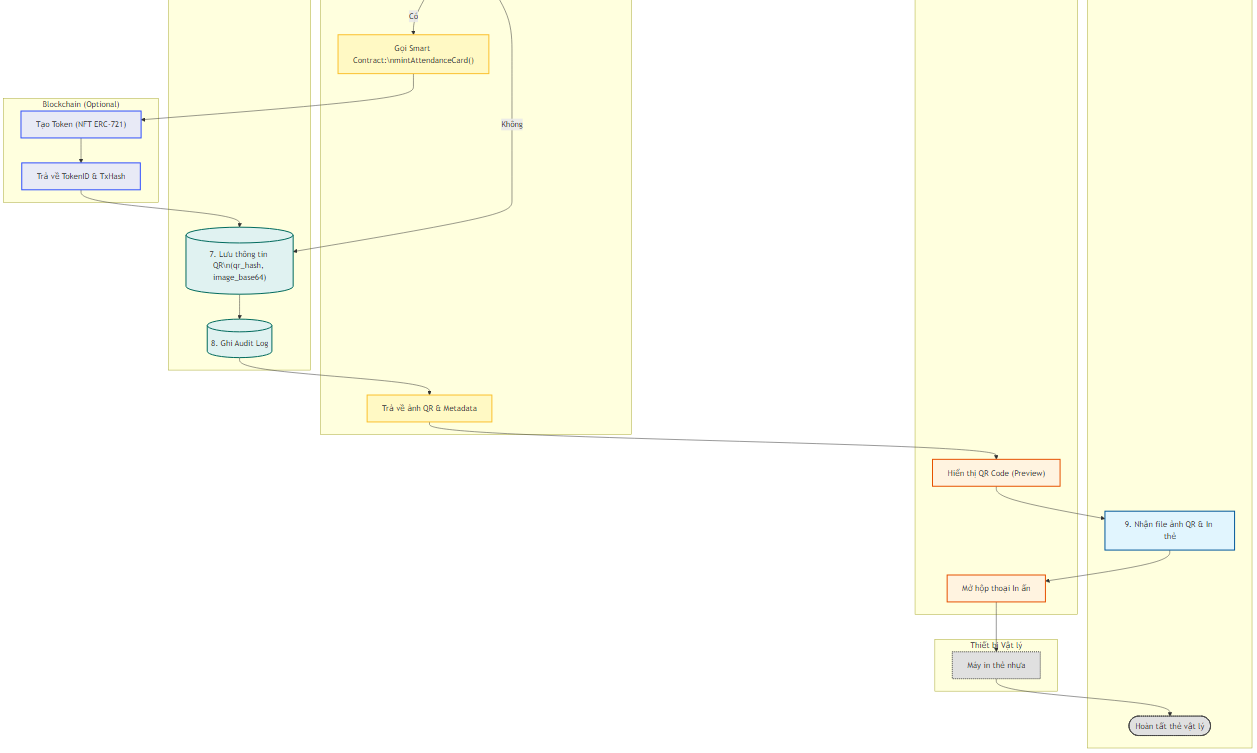 Có
Gọi Smart
Contract:\nmintAttendanceCard()
Blockchain (Optional)
Tạo Token (NFT ERC-721)
Không
Trả về TokenID & TxHash
7. Lưu thông tin
QR\n(qr_hash,
image_base64)
8. Ghi Audit Log
Trả về ảnh QR & Metadata
Hiển thị QR Code (Preview)
9. Nhận file ảnh QR & In
thẻ
Mở hộp thoại In ấn
Thiết bị Vật lý
Máy in thẻ nhựa
Hoàn tất thẻ vật lý